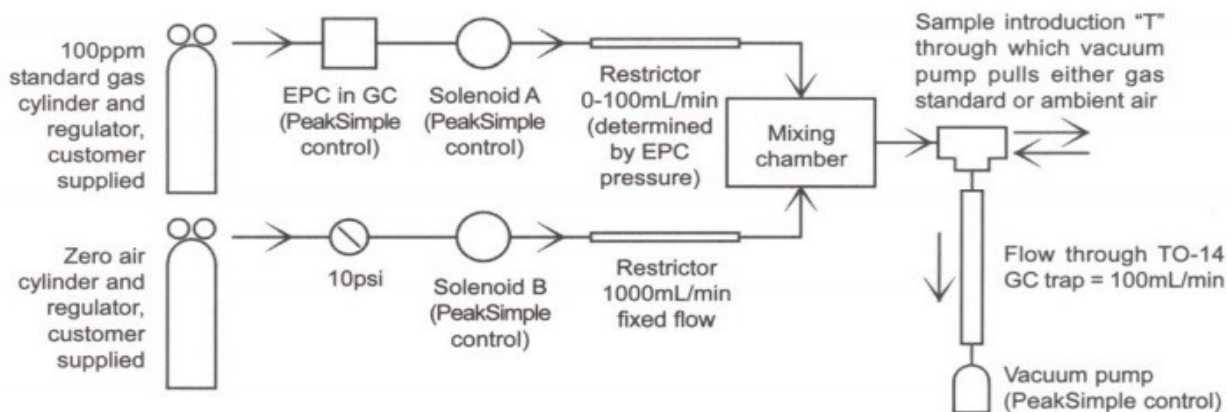 100ppm
standard gas
cylinder and
regulator,
customer
supplied
EPC in GC
(PeakSimple
control)
Solenoid A
(PeakSimple
control)
Restrictor
0-100mL/min
(determined
by EPC
pressure)
Mixing
chamber
Sample introduction “T”
through which vacuum
pump pulls either gas
standard or ambient air
Zero air
cylinder and
regulator,
customer
supplied
10psi
Solenoid B
(PeakSimple
control)
Restrictor
1000mL/min
fixed flow
Flow through TO-14
GC trap = 100mL/min
Vacuum pump
(PeakSimple control)